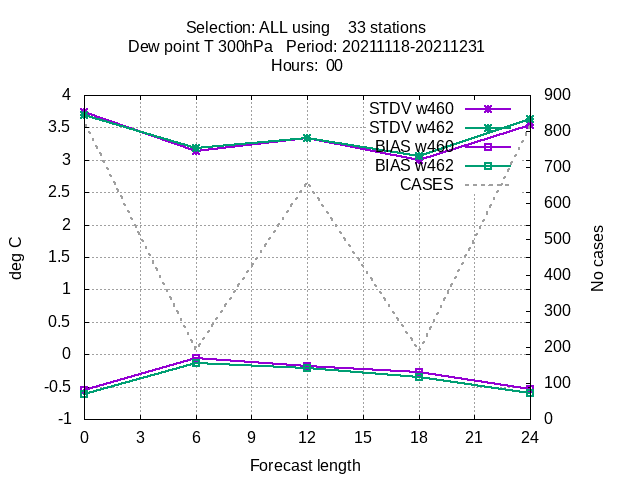 Selection: ALL using    33 stations
Dew point T 300hPa   Period: 20211118-20211231
Hours:  00
STDV w460
STDV w462
BIAS w460
BIAS w462
CASES
4
3.5
3
2.5
2
1.5
1
0.5
0
-0.5
-1
900
800
700
600
500
400
300
200
100
0
deg C
No cases
0 3 6 9 12 15 18 21 24
Forecast length